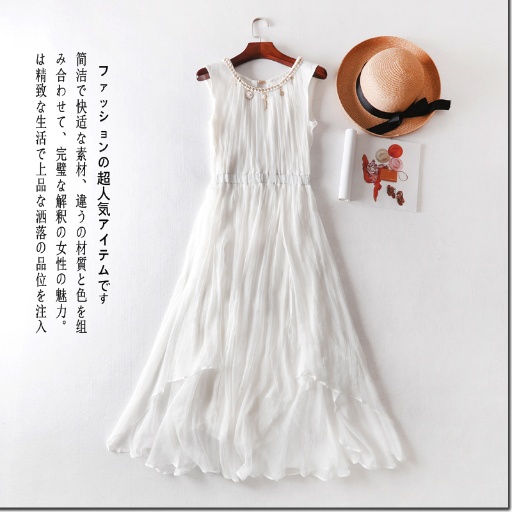 ファッションの超人気アイテムです
简洁で快适な素材、違うの材質と色を組
み合わせて、完璧な解釈の女性の魅力。
は精致な生活で上品な洒落の品位を注入